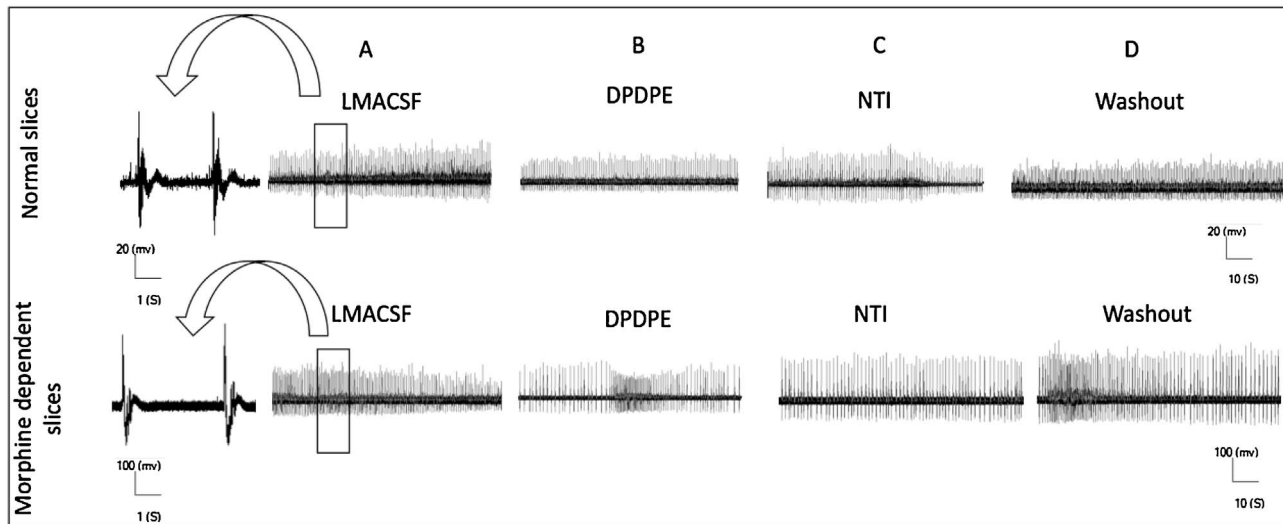 A
B
C
D
Normal slices
LMACSF
DPDPE
NTI
Washout
20 (mv)
1 (S)
20 (mv)
10 (S)
Morphine dependent
slices
LMACSF
DPDPE
NTI
Washout
100 (mv)
1 (S)
100 (mv)
10 (S)